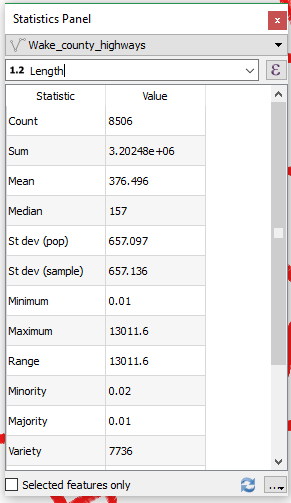 Statistics Panel x
Wake_county_highways
1.2 Length ε
Statistic Value
Count 8506
Sum 3.20248e+06
Mean 376.496
Median 157
St dev (pop) 657.097
St dev (sample) 657.136
Minimum 0.01
Maximum 13011.6
Range 13011.6
Minority 0.02
Majority 0.01
Variety 7736
Selected features only ...